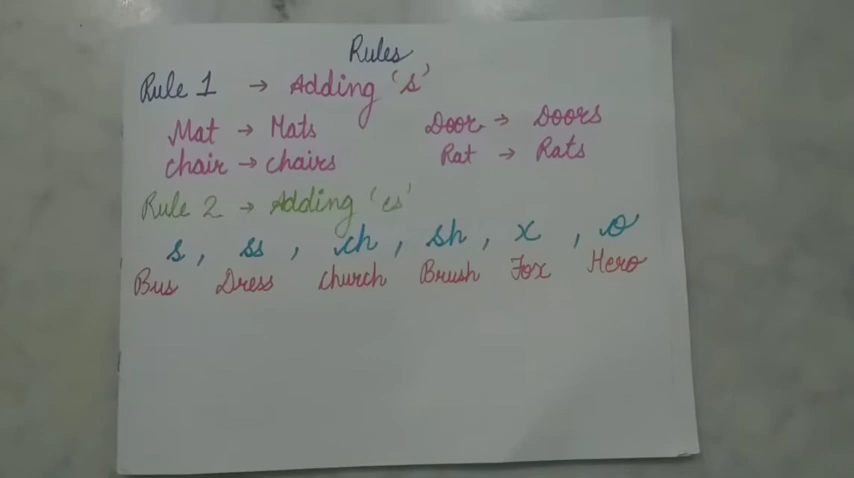 Rules
Rule 1 → Adding 's'
Mat → Mats Door → Doors
chair → chairs Rat → Rats
Rule 2 → Adding 'es'
s, ss, ch, sh, x, o
Bus Dress church Brush Fox Hero